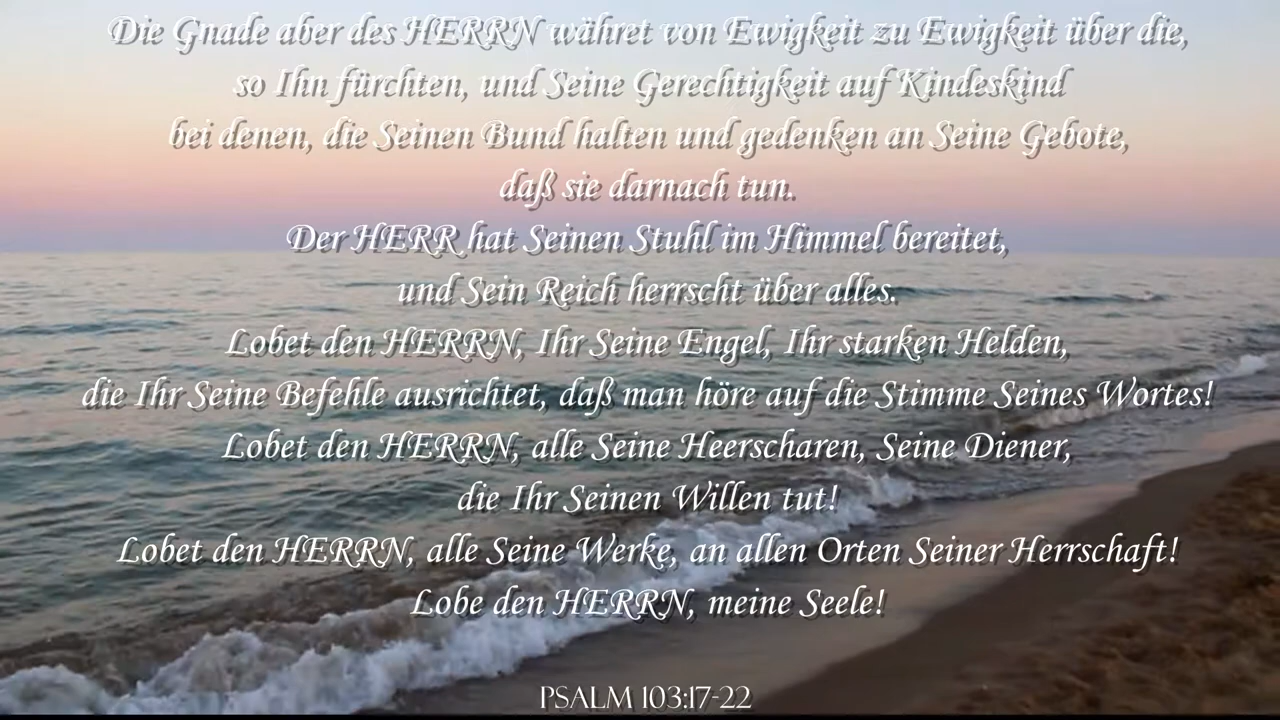 Die Gnade aber des HERRN währet von Ewigkeit zu Ewigkeit über die,
so Ihn fürchten, und Seine Gerechtigkeit auf Kindeskind
bei denen, die Seinen Bund halten und gedenken an Seine Gebote,
daß sie darnach tun.
Der HERR hat Seinen Stuhl im Himmel bereitet,
und Sein Reich herrscht über alles.
Lobet den HERRN, Ihr Seine Engel, Ihr starken Helden,
die Ihr Seine Befehle ausrichtet, daß man höre auf die Stimme Seines Wortes!
Lobet den HERRN, alle Seine Heerscharen, Seine Diener,
die Ihr Seinen Willen tut!
Lobet den HERRN, alle Seine Werke, an allen Orten Seiner Herrschaft!
Lobe den HERRN, meine Seele!
PSALM 103:17-22